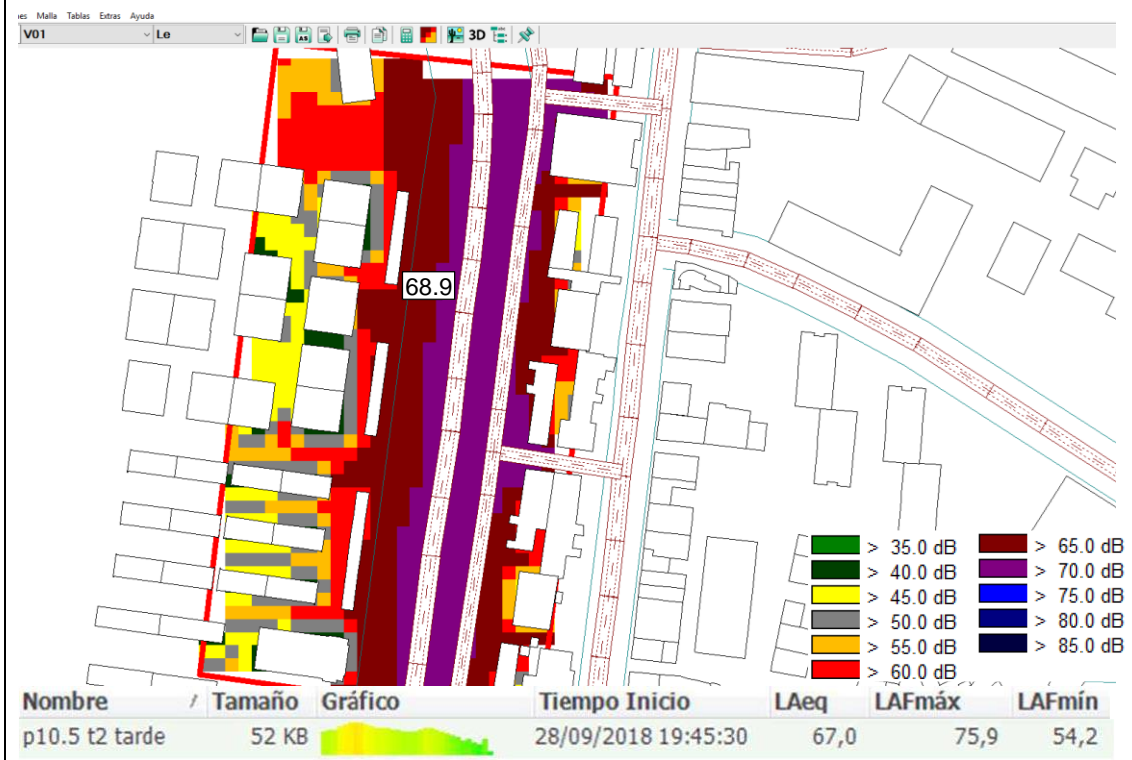 nes Malla Tablas Extras Ayuda
V01 Le AS 3D
68.9
> 35.0 dB > 65.0 dB
> 40.0 dB > 70.0 dB
> 45.0 dB > 75.0 dB
> 50.0 dB > 80.0 dB
> 55.0 dB > 85.0 dB
> 60.0 dB
Nombre / Tamaño Gráfico Tiempo Inicio LAeq LAFmáx LAFmín
p10.5 t2 tarde 52 KB 28/09/2018 19:45:30 67,0 75,9 54,2